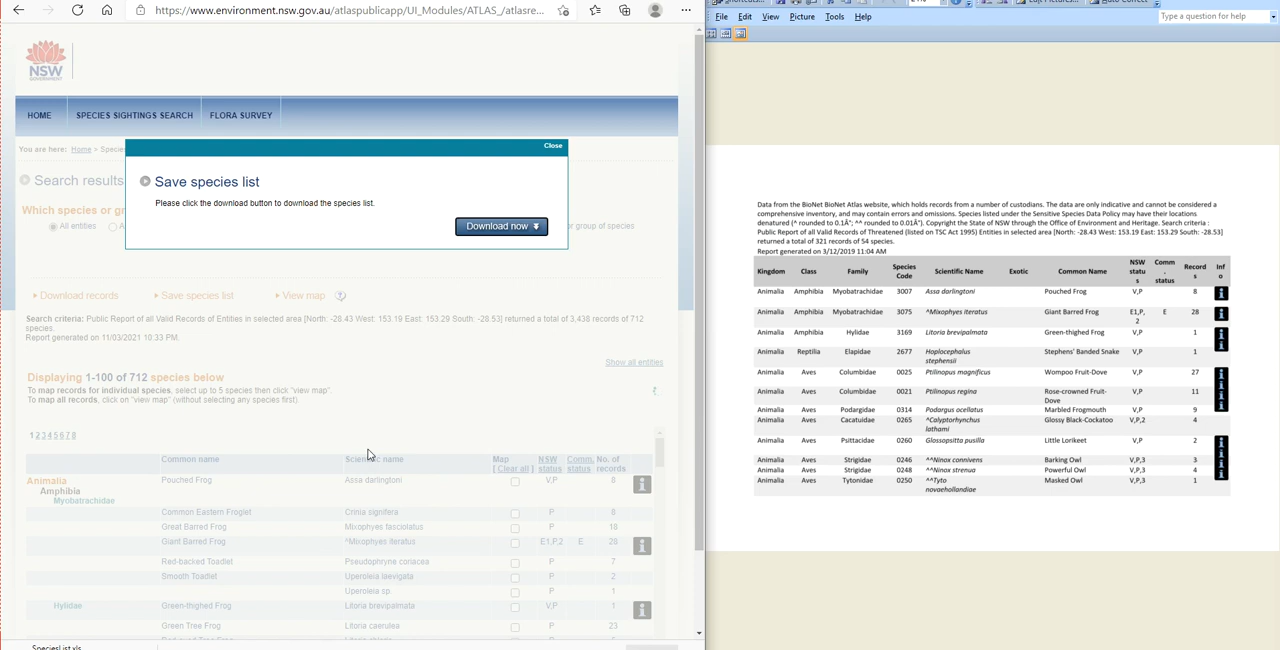 https://www.environment.nsw.gov.au/atlaspublicapp/UI_Modules/ATLAS_/atlasre...
NSW
GOVERNMENT
HOME SPECIES SIGHTINGS SEARCH FLORA SURVEY
You are here: Home > Specie
Close
Search results
Save species list
Please click the download button to download the species list.
Which species or gr
All entities
or group of species
Download now
Download records Save species list View map
Search criteria: Public Report of all Valid Records of Entities in selected area [North: -28.43 West: 153.19 East: 153.29 South: -28.53] returned a total of 3,438 records of 712
species.
Report generated on 11/03/2021 10:33 PM.
Show all entities
Displaying 1-100 of 712 species below
To map records for individual species, select up to 5 species then click "view map".
To map all records, click on "view map" (without selecting any species first).
1 2 3 4 5 6 7 8
Common name Scientific name Map NSW Comm. No. of
[ Clear all ] status status records
Animalia Pouched Frog Assa darlingtoni V,P 8
Amphibia
Myobatrachidae
Common Eastern Froglet Crinia signifera P 6
Great Barred Frog Mixophyes fasciolatus P 18
Giant Barred Frog ^Mixophyes iteratus E1,P,2 E 28
Red-backed Toadlet Pseudophryne coriacea P 7
Smooth Toadlet Uperoleia laevigata P 2
Uperoleia sp. P 1
Hylidae Green-thighed Frog Litoria brevipalmata V,P 1
Green Tree Frog Litoria caerulea P 23
SpeciesList.xls
File Edit View Picture Tools Help
Type a question for help
Data from the BioNet BioNet Atlas website, which holds records from a number of custodians. The data are only indicative and cannot be considered a
comprehensive inventory, and may contain errors and omissions. Species listed under the Sensitive Species Data Policy may have their locations
denatured (^ rounded to 0.1Â°; ^^ rounded to 0.01Â°). Copyright the State of NSW through the Office of Environment and Heritage. Search criteria :
Public Report of all Valid Records of Threatened (listed on TSC Act 1995) Entities in selected area [North: -28.43 West: 153.19 East: 153.29 South: -28.53]
returned a total of 321 records of 54 species.
Report generated on 3/12/2019 11:04 AM
Kingdom Class Family Species Code Scientific Name Exotic Common Name NSW statu s Comm . status Record s Inf o
Animalia Amphibia Myobatrachidae 3007 Assa darlingtoni Pouched Frog V,P 8
Animalia Amphibia Myobatrachidae 3075 ^Mixophyes iteratus Giant Barred Frog E1,P, 2 E 28
Animalia Amphibia Hylidae 3169 Litoria brevipalmata Green-thighed Frog V,P 1
Animalia Reptilia Elapidae 2677 Hoplocephalus stephensii Stephens' Banded Snake V,P 1
Animalia Aves Columbidae 0025 Ptilinopus magnificus Wompoo Fruit-Dove V,P 27
Animalia Aves Columbidae 0021 Ptilinopus regina Rose-crowned Fruit-Dove V,P 11
Animalia Aves Podargidae 0314 Podargus ocellatus Marbled Frogmouth V,P 9
Animalia Aves Cacatuidae 0265 ^Calyptorhynchus lathami Glossy Black-Cockatoo V,P,2 4
Animalia Aves Psittacidae 0260 Glossopsitta pusilla Little Lorikeet V,P 2
Animalia Aves Strigidae 0246 ^^Ninox connivens Barking Owl V,P,3 3
Animalia Aves Strigidae 0248 ^^Ninox strenua Powerful Owl V,P,3 4
Animalia Aves Tytonidae 0250 ^^Tyto novaehollandiae Masked Owl V,P,3 1